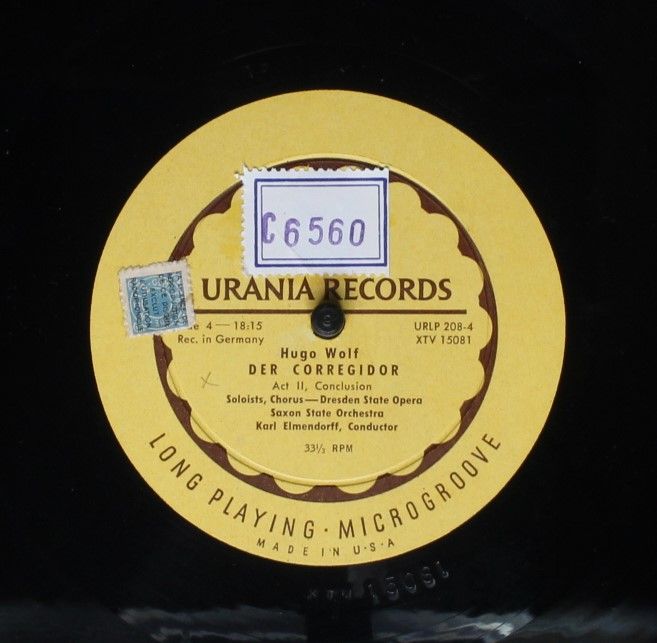 C6560
URANIA RECORDS
4 — 18:15
URLP 208-4
Rec. in Germany
XTV 15081
Hugo Wolf
DER CORREGIDOR
Act II, Conclusion
Soloists, Chorus — Dresden State Opera
Saxon State Orchestra
Karl Elmendorff, Conductor
33⅓ RPM
LONG PLAYING · MICROGROOVE
MADE IN U·S·A